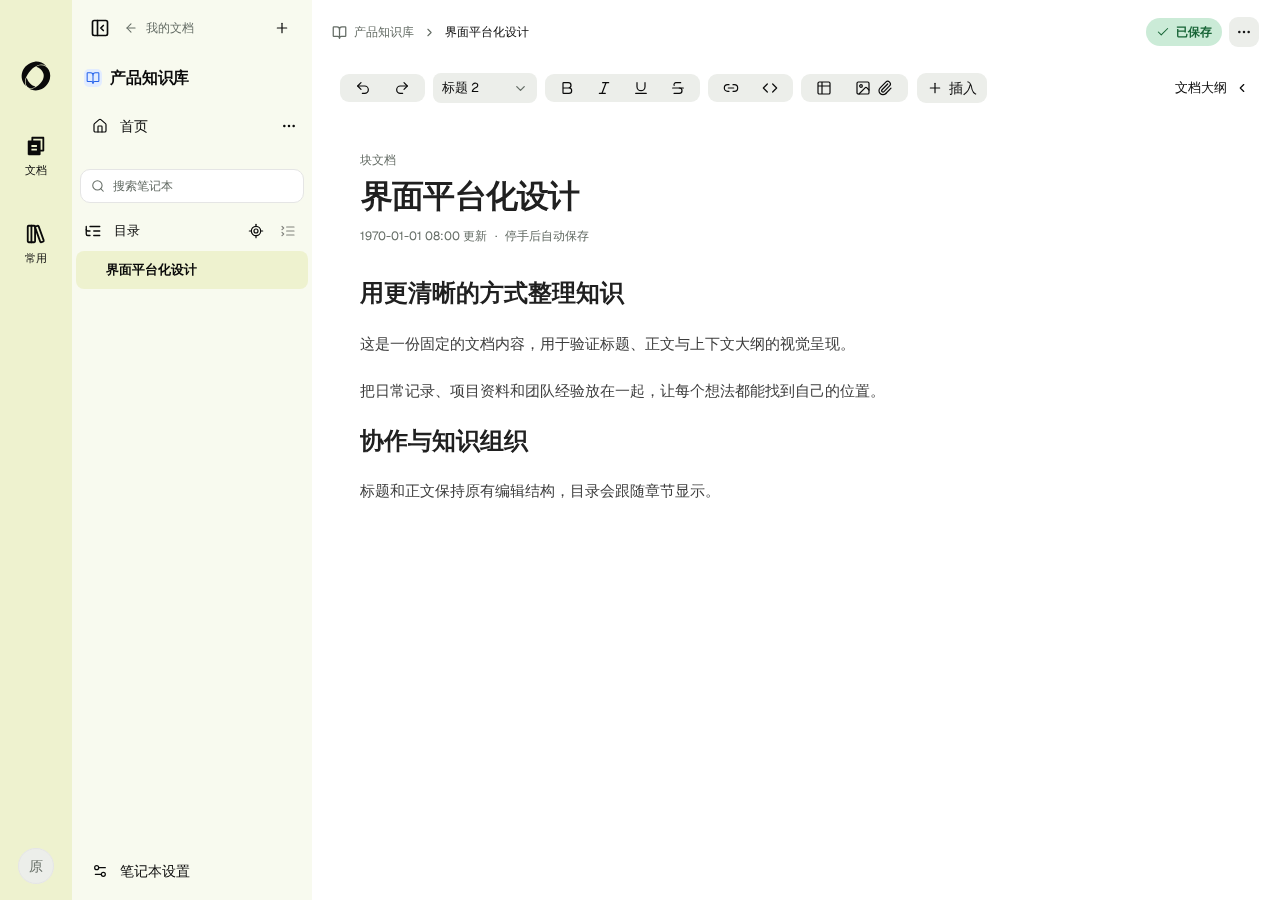 文档
常用
原
我的文档
产品知识库
首页
搜索笔记本
目录
界面平台化设计
笔记本设置
产品知识库 界面平台化设计
已保存
标题 2
插入
文档大纲
块文档
界面平台化设计
1970-01-01 08:00 更新 · 停手后自动保存
用更清晰的方式整理知识
这是一份固定的文档内容，用于验证标题、正文与上下文大纲的视觉呈现。
把日常记录、项目资料和团队经验放在一起，让每个想法都能找到自己的位置。
协作与知识组织
标题和正文保持原有编辑结构，目录会跟随章节显示。